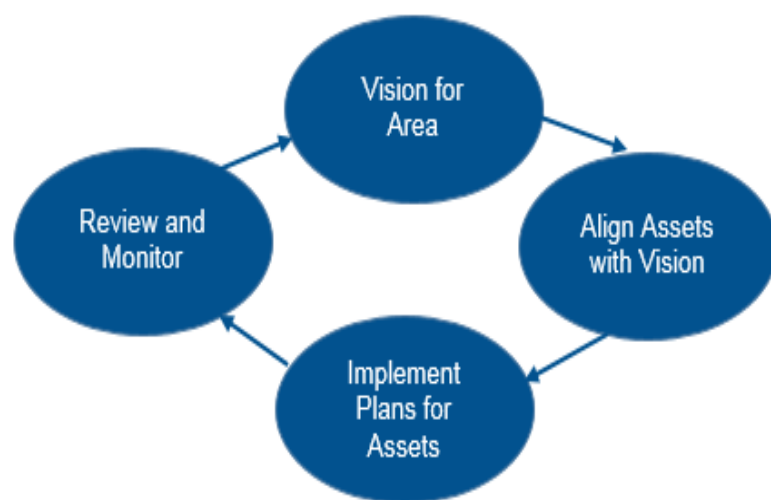 Vision for
Area
Align Assets
with Vision
Implement
Plans for
Assets
Review and
Monitor